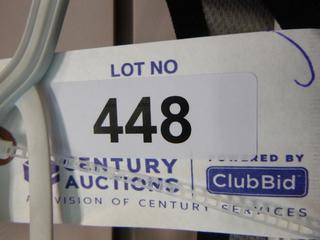 LOT NO
448
CENTURY
AUCTIONS
POWERED BY
ClubBid
A DIVISION OF CENTURY SERVICES